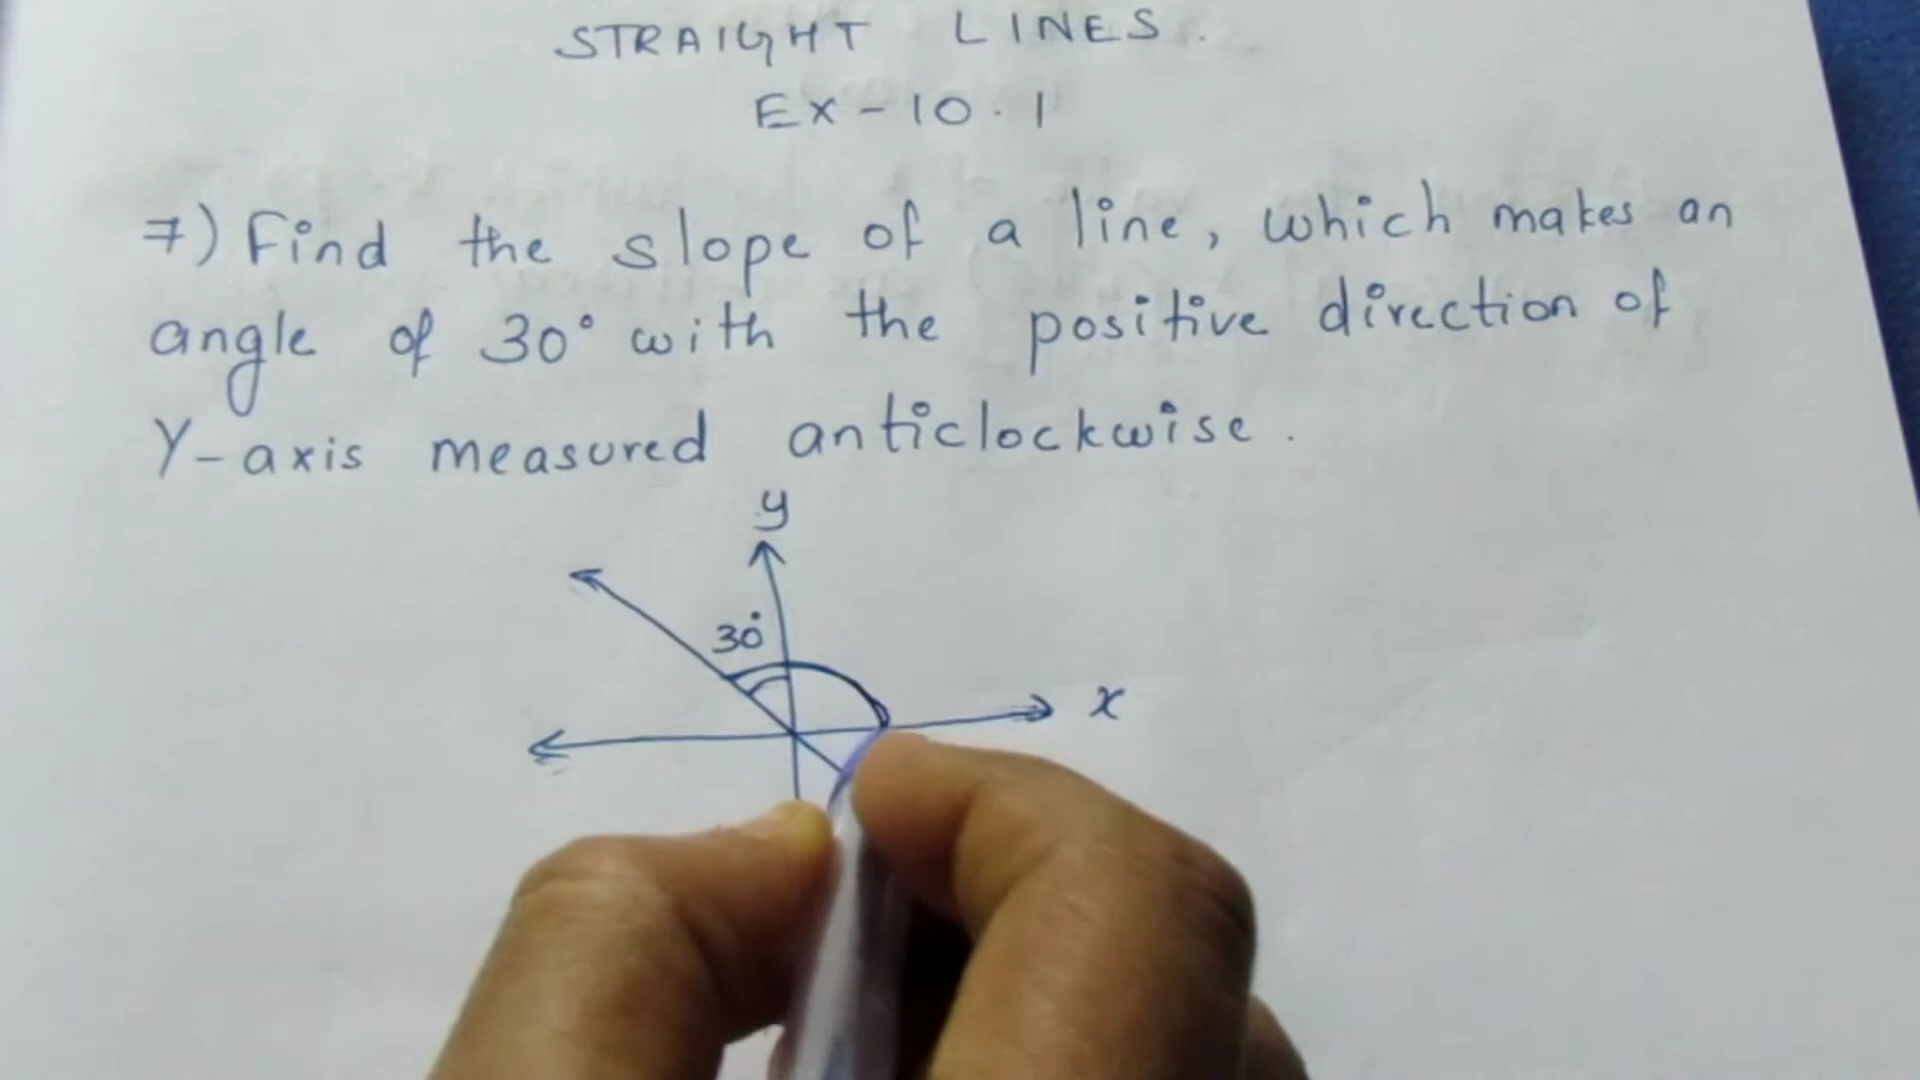 STRAIGHT LINES.
EX-10.1
7) Find the slope of a line, which makes an
angle of 30° with the positive direction of
Y-axis measured anticlockwise.
y
30°
x